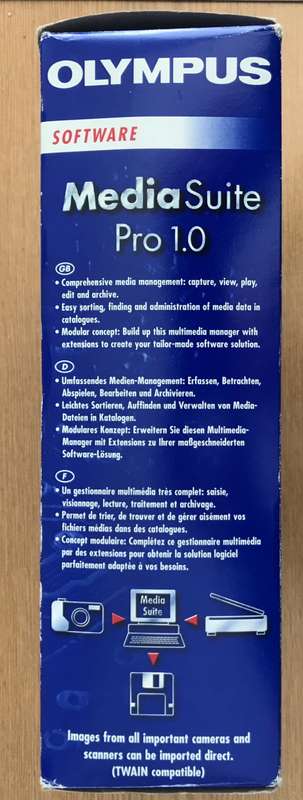 OLYMPUS
SOFTWARE
MediaSuite
Pro 1.0
GB
• Comprehensive media management: capture, view, play,
edit and archive.
• Easy sorting, finding and administration of media data in
catalogues.
• Modular concept: Build up this multimedia manager with
extensions to create your tailor-made software solution.
D
• Umfassendes Medien-Management: Erfassen, Betrachten,
Abspielen, Bearbeiten und Archivieren.
• Leichtes Sortieren, Auffinden und Verwalten von Media-
Dateien in Katalogen.
• Modulares Konzept: Erweitern Sie diesen Multimedia-
Manager mit Extensions zu Ihrer maßgeschneiderten
Software-Lösung.
F
• Un gestionnaire multimédia très complet: saisie,
visionnage, lecture, traitement et archivage.
• Permet de trier, de trouver et de gérer aisément vos
fichiers médias dans des catalogues.
• Concept modulaire: Complétez ce gestionnaire multimédia
par des extensions pour obtenir la solution logiciel
parfaitement adaptée à vos besoins.
Media
Suite
Images from all important cameras and
scanners can be imported direct.
(TWAIN compatible)